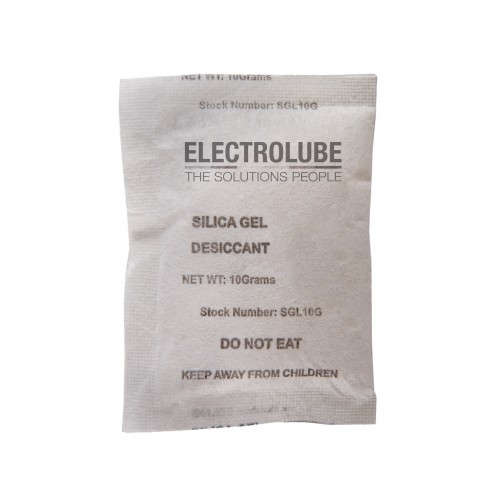 NET WT: 10Grams
Stock Number: SGL10G
ELECTROLUBE
THE SOLUTIONS PEOPLE
SILICA GEL
DESICCANT
NET WT: 10Grams
Stock Number: SGL10G
DO NOT EAT
KEEP AWAY FROM CHILDREN